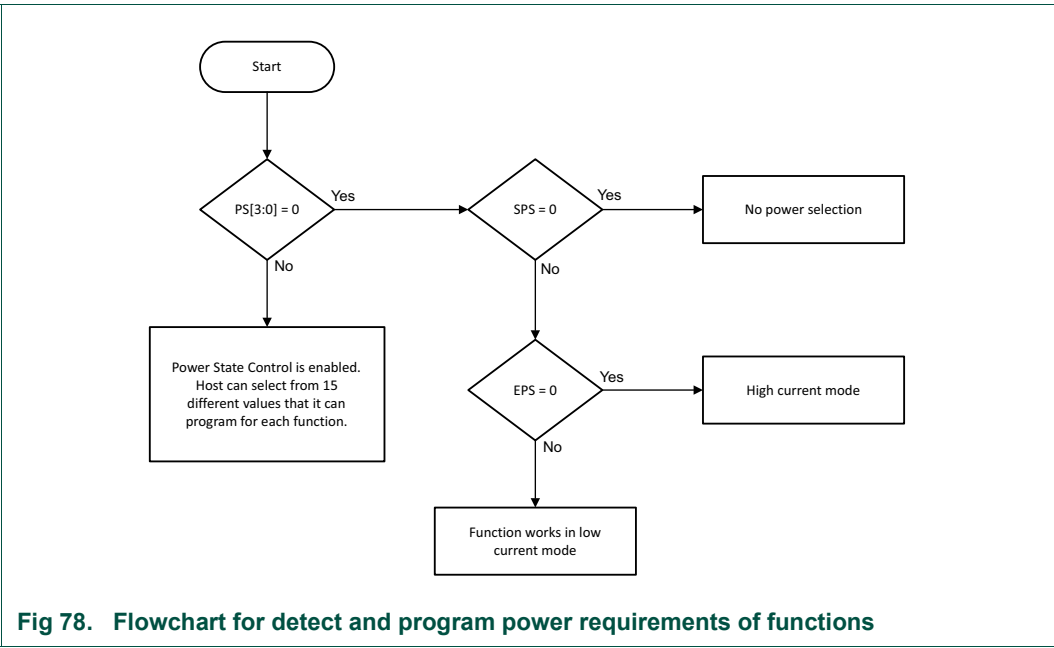 Start
PS[3:0] = 0
Yes
SPS = 0
Yes
No power selection
No
No
Power State Control is enabled.
Host can select from 15
different values that it can
program for each function.
EPS = 0
Yes
High current mode
No
Function works in low
current mode
Fig 78. Flowchart for detect and program power requirements of functions